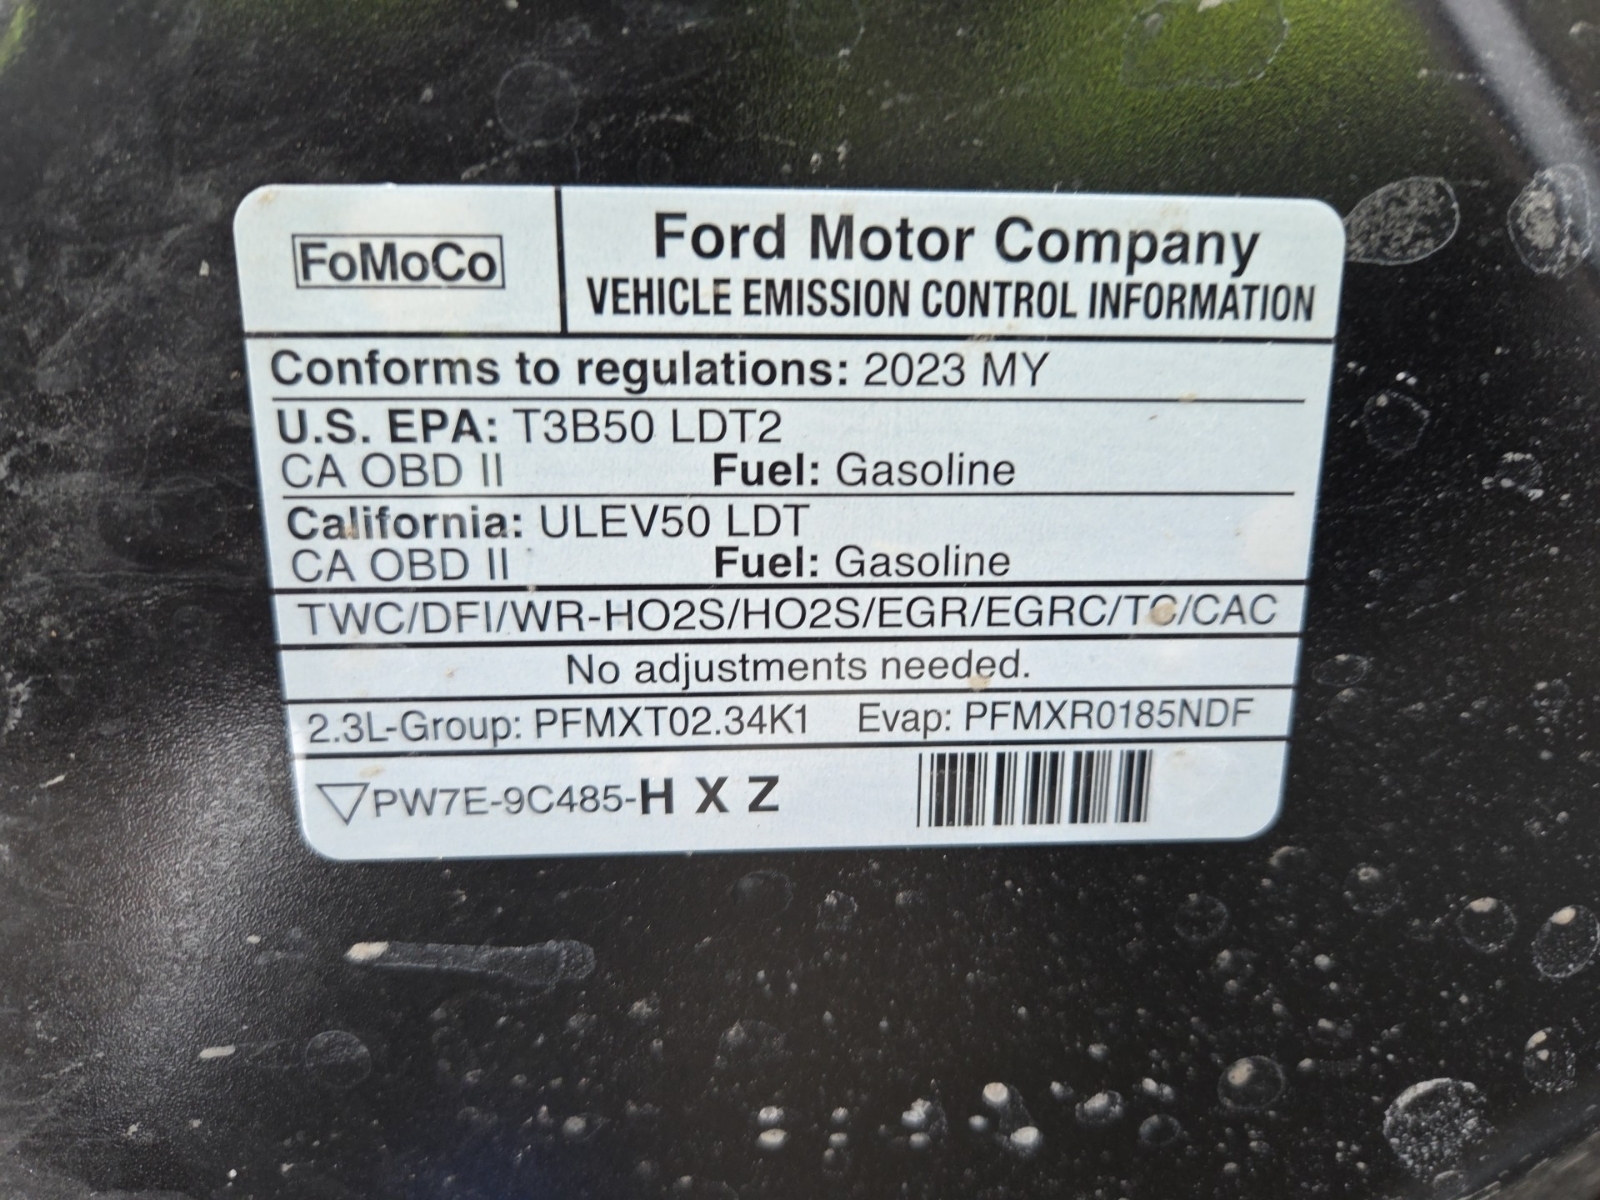 FoMoCo
Ford Motor Company
VEHICLE EMISSION CONTROL INFORMATION
Conforms to regulations: 2023 MY
U.S. EPA: T3B50 LDT2
CA OBD II Fuel: Gasoline
California: ULEV50 LDT
CA OBD II Fuel: Gasoline
TWC/DFI/WR-HO2S/HO2S/EGR/EGRC/TC/CAC
No adjustments needed.
2.3L-Group: PFMXT02.34K1 Evap: PFMXR0185NDF
PW7E-9C485-H X Z